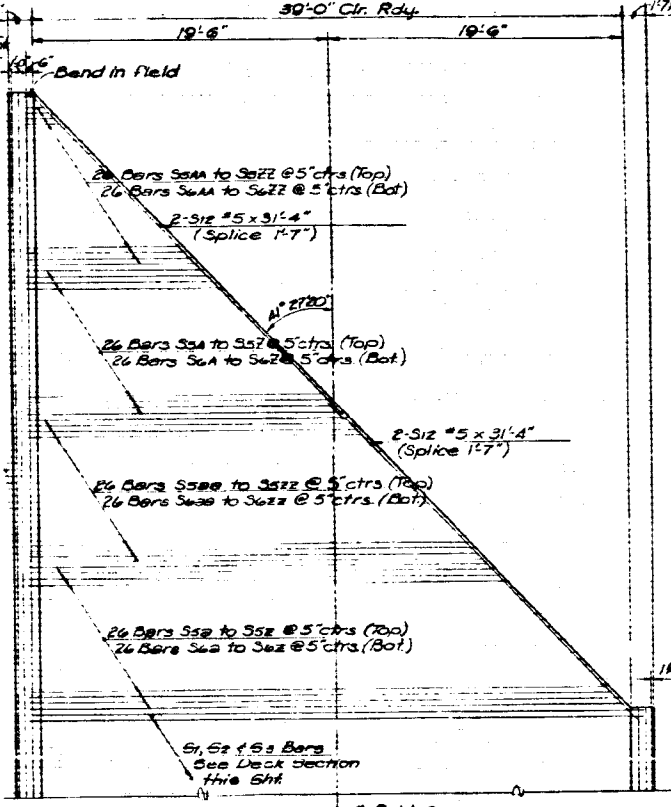 39'-0" Clr. Rdy.
19'-6" 19'-6"
Bend in field
26 Bars S5AA to S5ZZ @ 5" ctrs (Top)
26 Bars S6AA to S6ZZ @ 5" ctrs (Bot)
2-S12 #5 x 31'-4"
(Splice 1'-7")
41° 27'20"
26 Bars S5A to S5Z @ 5" ctrs (Top)
26 Bars S6A to S6Z @ 5" ctrs. (Bot.)
2-S12 #5 x 31'-4"
(Splice 1'-7")
26 Bars S5aa to S5zz @ 5" ctrs (Top)
26 Bars S6aa to S6zz @ 5" ctrs. (Bot)
26 Bars S5a to S5z @ 5" ctrs (Top)
26 Bars S6a to S6z @ 5" ctrs. (Bot)
S1, S2 & S3 Bars
See Deck Section
this Sht.